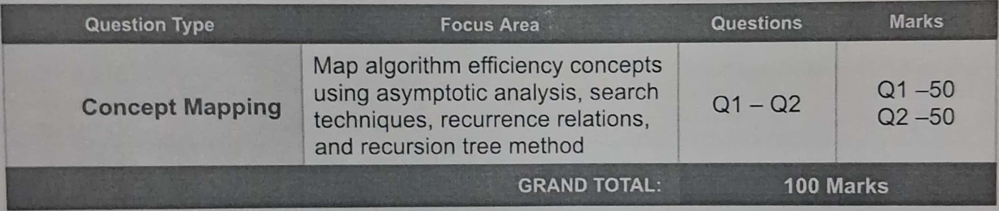 Question Type Focus Area Questions Marks
Concept Mapping
Map algorithm efficiency concepts
using asymptotic analysis, search
techniques, recurrence relations,
and recursion tree method
Q1 – Q2
Q1 –50
Q2 –50
GRAND TOTAL: 100 Marks